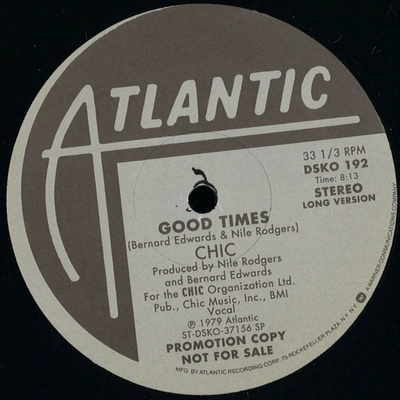 ATLANTIC
33 1/3 RPM
DSKO 192
Time: 8:13
STEREO
LONG VERSION
GOOD TIMES
(Bernard Edwards & Nile Rodgers)
CHIC
Produced by Nile Rodgers
and Bernard Edwards
For the CHIC Organization Ltd.
Pub., Chic Music, Inc., BMI
Vocal
℗ 1979 Atlantic
ST-DSKO-37156 SP
PROMOTION COPY
NOT FOR SALE
MFG. BY ATLANTIC RECORDING CORP. 75 ROCKEFELLER PLAZA, N.Y., N.Y. A WARNER COMMUNICATIONS COMPANY